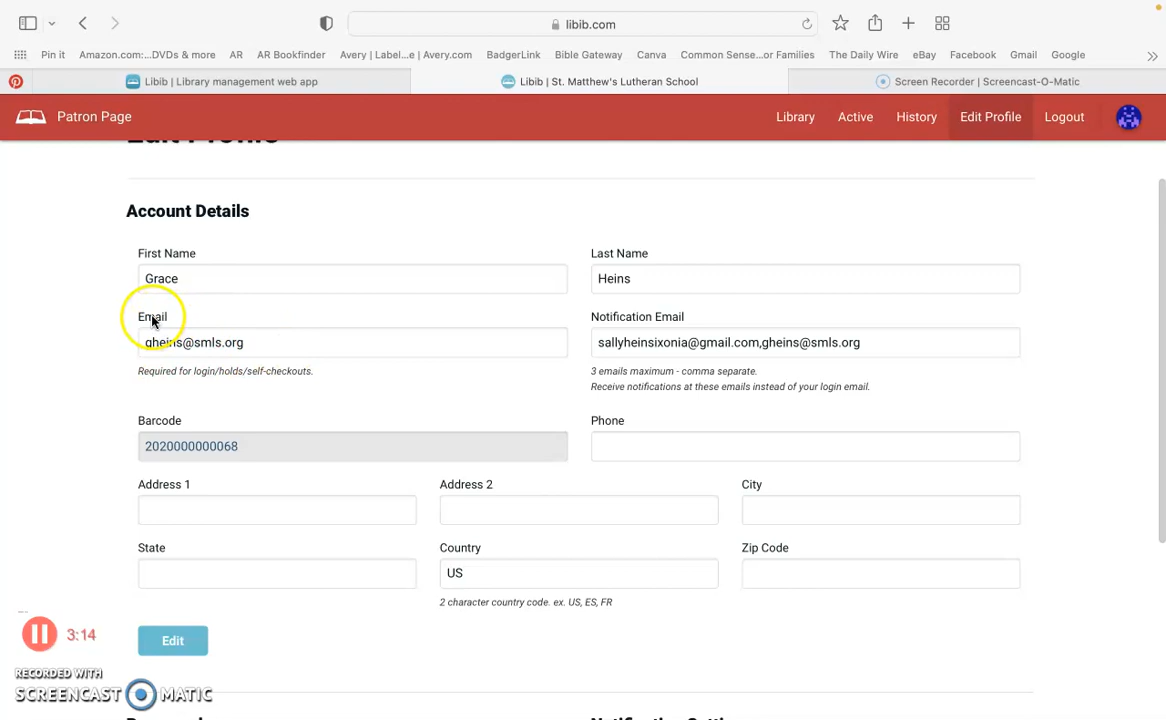 libib.com
Pin it Amazon.com:...DVDs & more AR AR Bookfinder Avery | Label...e | Avery.com BadgerLink Bible Gateway Canva Common Sense...or Families The Daily Wire eBay Facebook Gmail Google
Libib | Library management web app Libib | St. Matthew's Lutheran School Screen Recorder | Screencast-O-Matic
Patron Page Library Active History Edit Profile Logout
Edit Profile
Account Details
First Name Last Name
Grace Heins
Email Notification Email
gheins@smls.org sallyheinsixonia@gmail.com,gheins@smls.org
Required for login/holds/self-checkouts. 3 emails maximum - comma separate.
Receive notifications at these emails instead of your login email.
Barcode Phone
2020000000068
Address 1 Address 2 City
State Country Zip Code
US
2 character country code. ex. US, ES, FR
3:14
Edit
RECORDED WITH
SCREENCAST MATIC